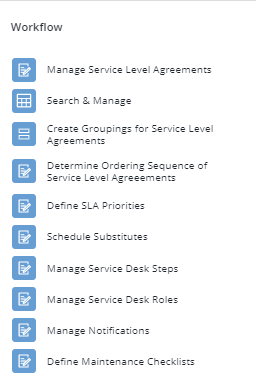 Workflow
Manage Service Level Agreements
Search & Manage
Create Groupings for Service Level
Agreements
Determine Ordering Sequence of
Service Level Agreeements
Define SLA Priorities
Schedule Substitutes
Manage Service Desk Steps
Manage Service Desk Roles
Manage Notifications
Define Maintenance Checklists